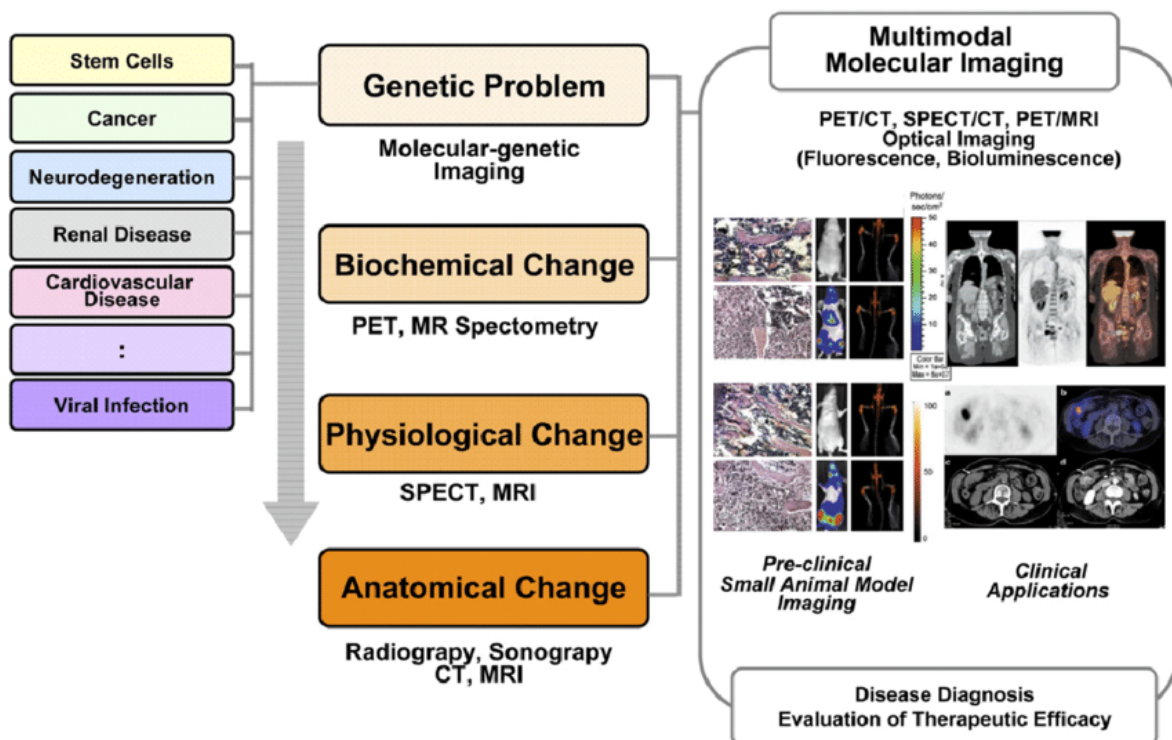 Stem Cells
Cancer
Neurodegeneration
Renal Disease
Cardiovascular
Disease
:
Viral Infection
Genetic Problem
Molecular-genetic
Imaging
Biochemical Change
PET, MR Spectometry
Physiological Change
SPECT, MRI
Anatomical Change
Radiograpy, Sonograpy
CT, MRI
Multimodal
Molecular Imaging
PET/CT, SPECT/CT, PET/MRI
Optical Imaging
(Fluorescence, Bioluminescence)
Photons/
sec/cm²
50
40
30
20
10
Color Bar
100
50
0
a
b
c
d
Pre-clinical
Small Animal Model
Imaging
Clinical
Applications
Disease Diagnosis
Evaluation of Therapeutic Efficacy